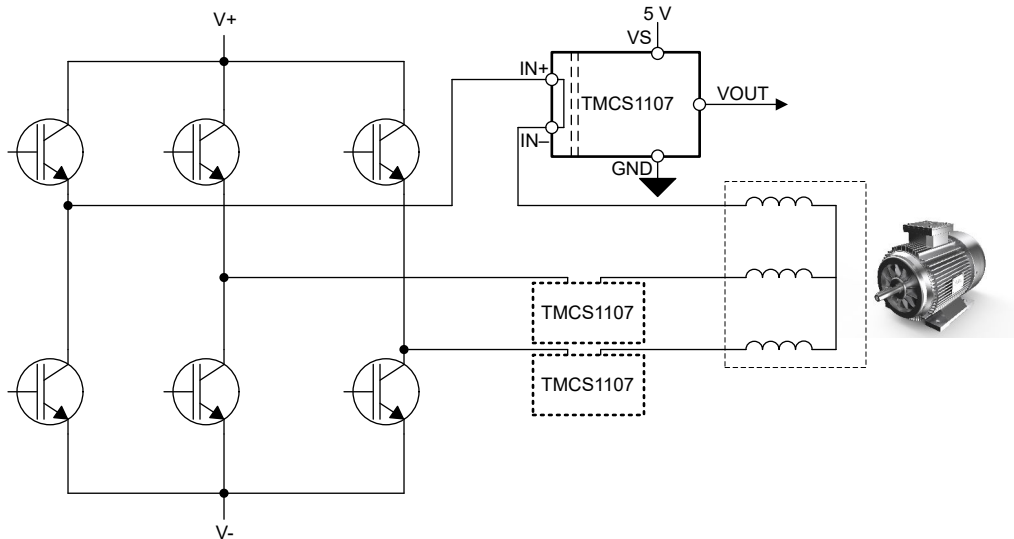 V+
5 V
VS
IN+
TMCS1107
VOUT
IN–
GND
TMCS1107
TMCS1107
V-